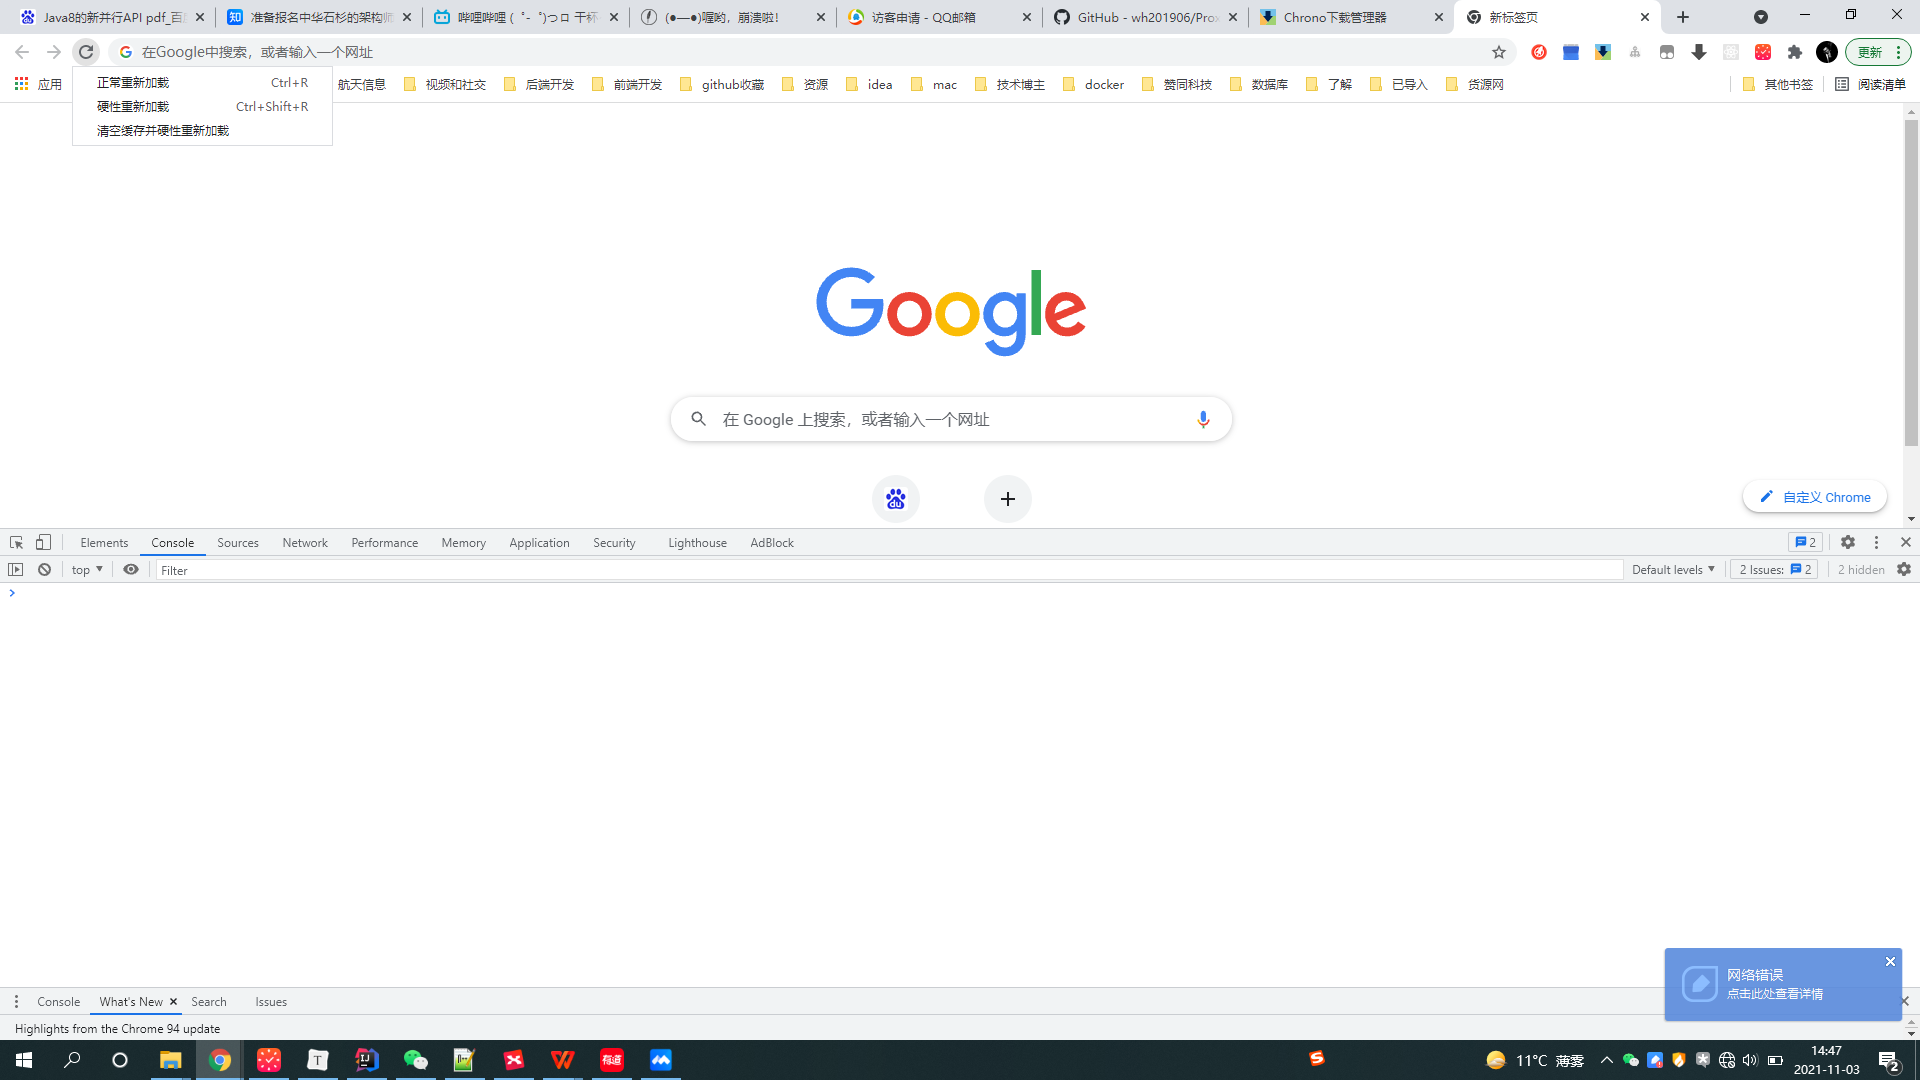 Java8的新并行API pdf_百
准备报名中华石杉的架构师
哔哩哔哩 ( ゜- ゜)つロ 干杯
(●—●)喔哟，崩溃啦！
访客申请 - QQ邮箱
GitHub - wh201906/Prox
Chrono下载管理器
新标签页
在Google中搜索，或者输入一个网址
更新
应用
航天信息
视频和社交
后端开发
前端开发
github收藏
资源
idea
mac
技术博主
docker
赞同科技
数据库
了解
已导入
货源网
其他书签
阅读清单
正常重新加载 Ctrl+R
硬性重新加载 Ctrl+Shift+R
清空缓存并硬性重新加载
Google
在 Google 上搜索，或者输入一个网址
du
自定义 Chrome
Elements
Console
Sources
Network
Performance
Memory
Application
Security
Lighthouse
AdBlock
2
top
Filter
Default levels
2 Issues: 2
2 hidden
网络错误
点击此处查看详情
Console
What's New
Search
Issues
Highlights from the Chrome 94 update
T
IJ
有道
11°C 薄雾
14:47
2021-11-03
2